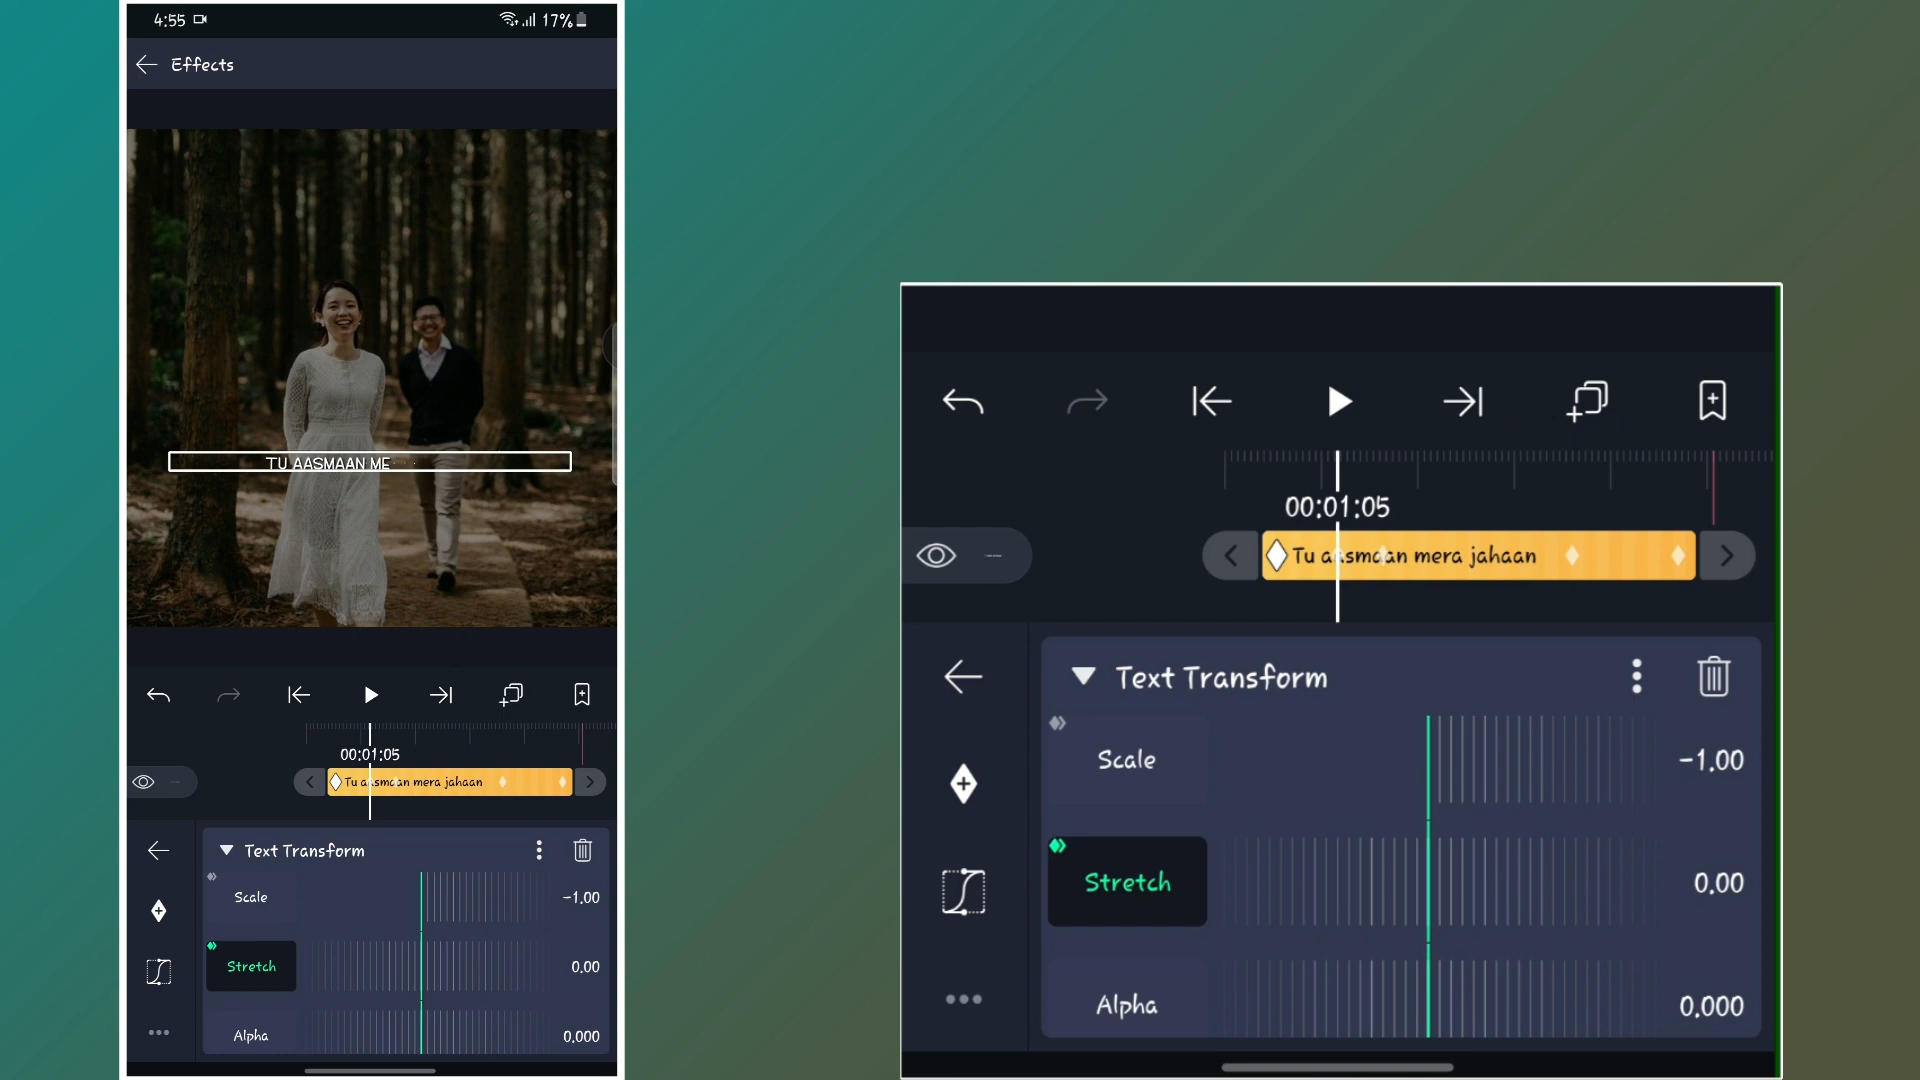 4:55
17%
Effects
TU AASMAAN ME
00:01:05
Tu aasmaan mera jahaan
Text Transform
Scale
-1.00
Stretch
0.00
Alpha
0.000
00:01:05
Tu aasmaan mera jahaan
Text Transform
Scale
-1.00
Stretch
0.00
Alpha
0.000